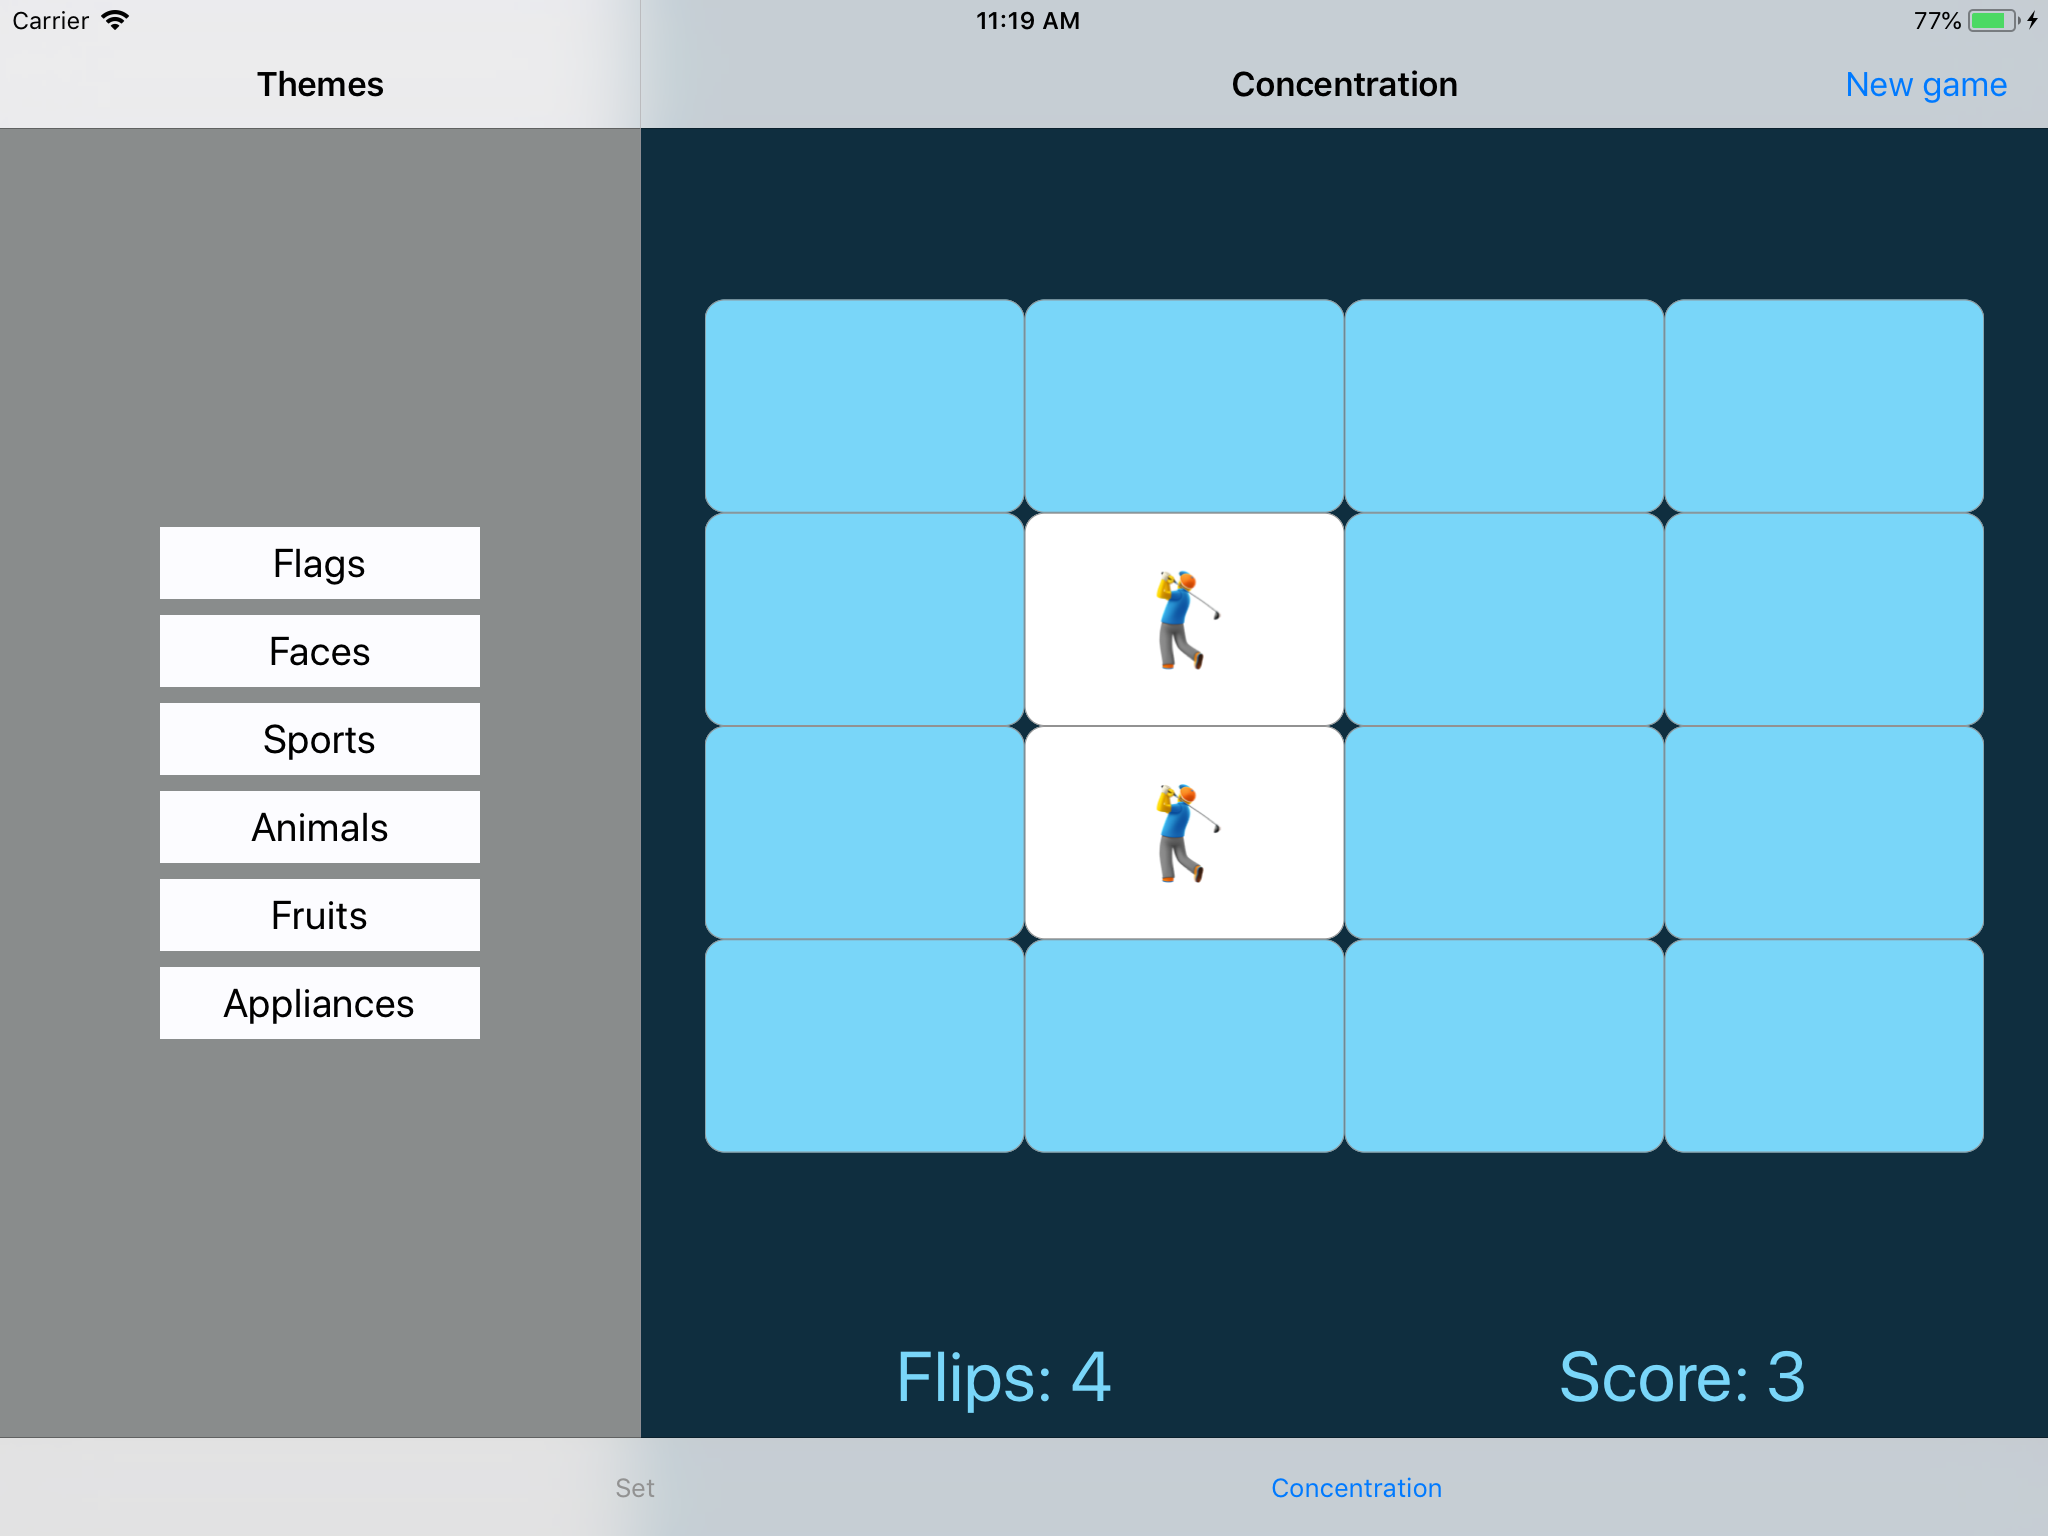 Carrier
11:19 AM
77%
Themes
Concentration
New game
Flags
Faces
Sports
Animals
Fruits
Appliances
Flips: 4
Score: 3
Set
Concentration